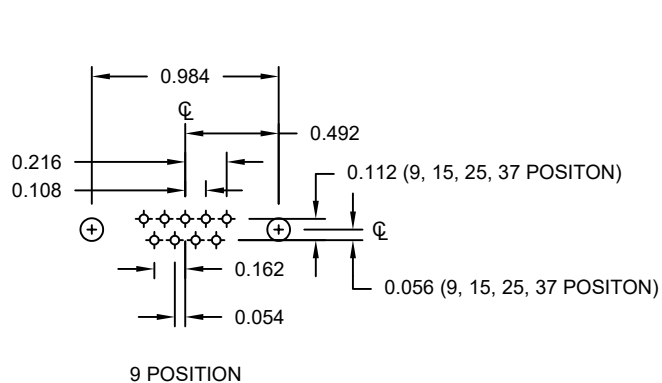 0.984
℄
0.492
0.216
0.112 (9, 15, 25, 37 POSITON)
0.108
℄
0.162
0.056 (9, 15, 25, 37 POSITON)
0.054
9 POSITION